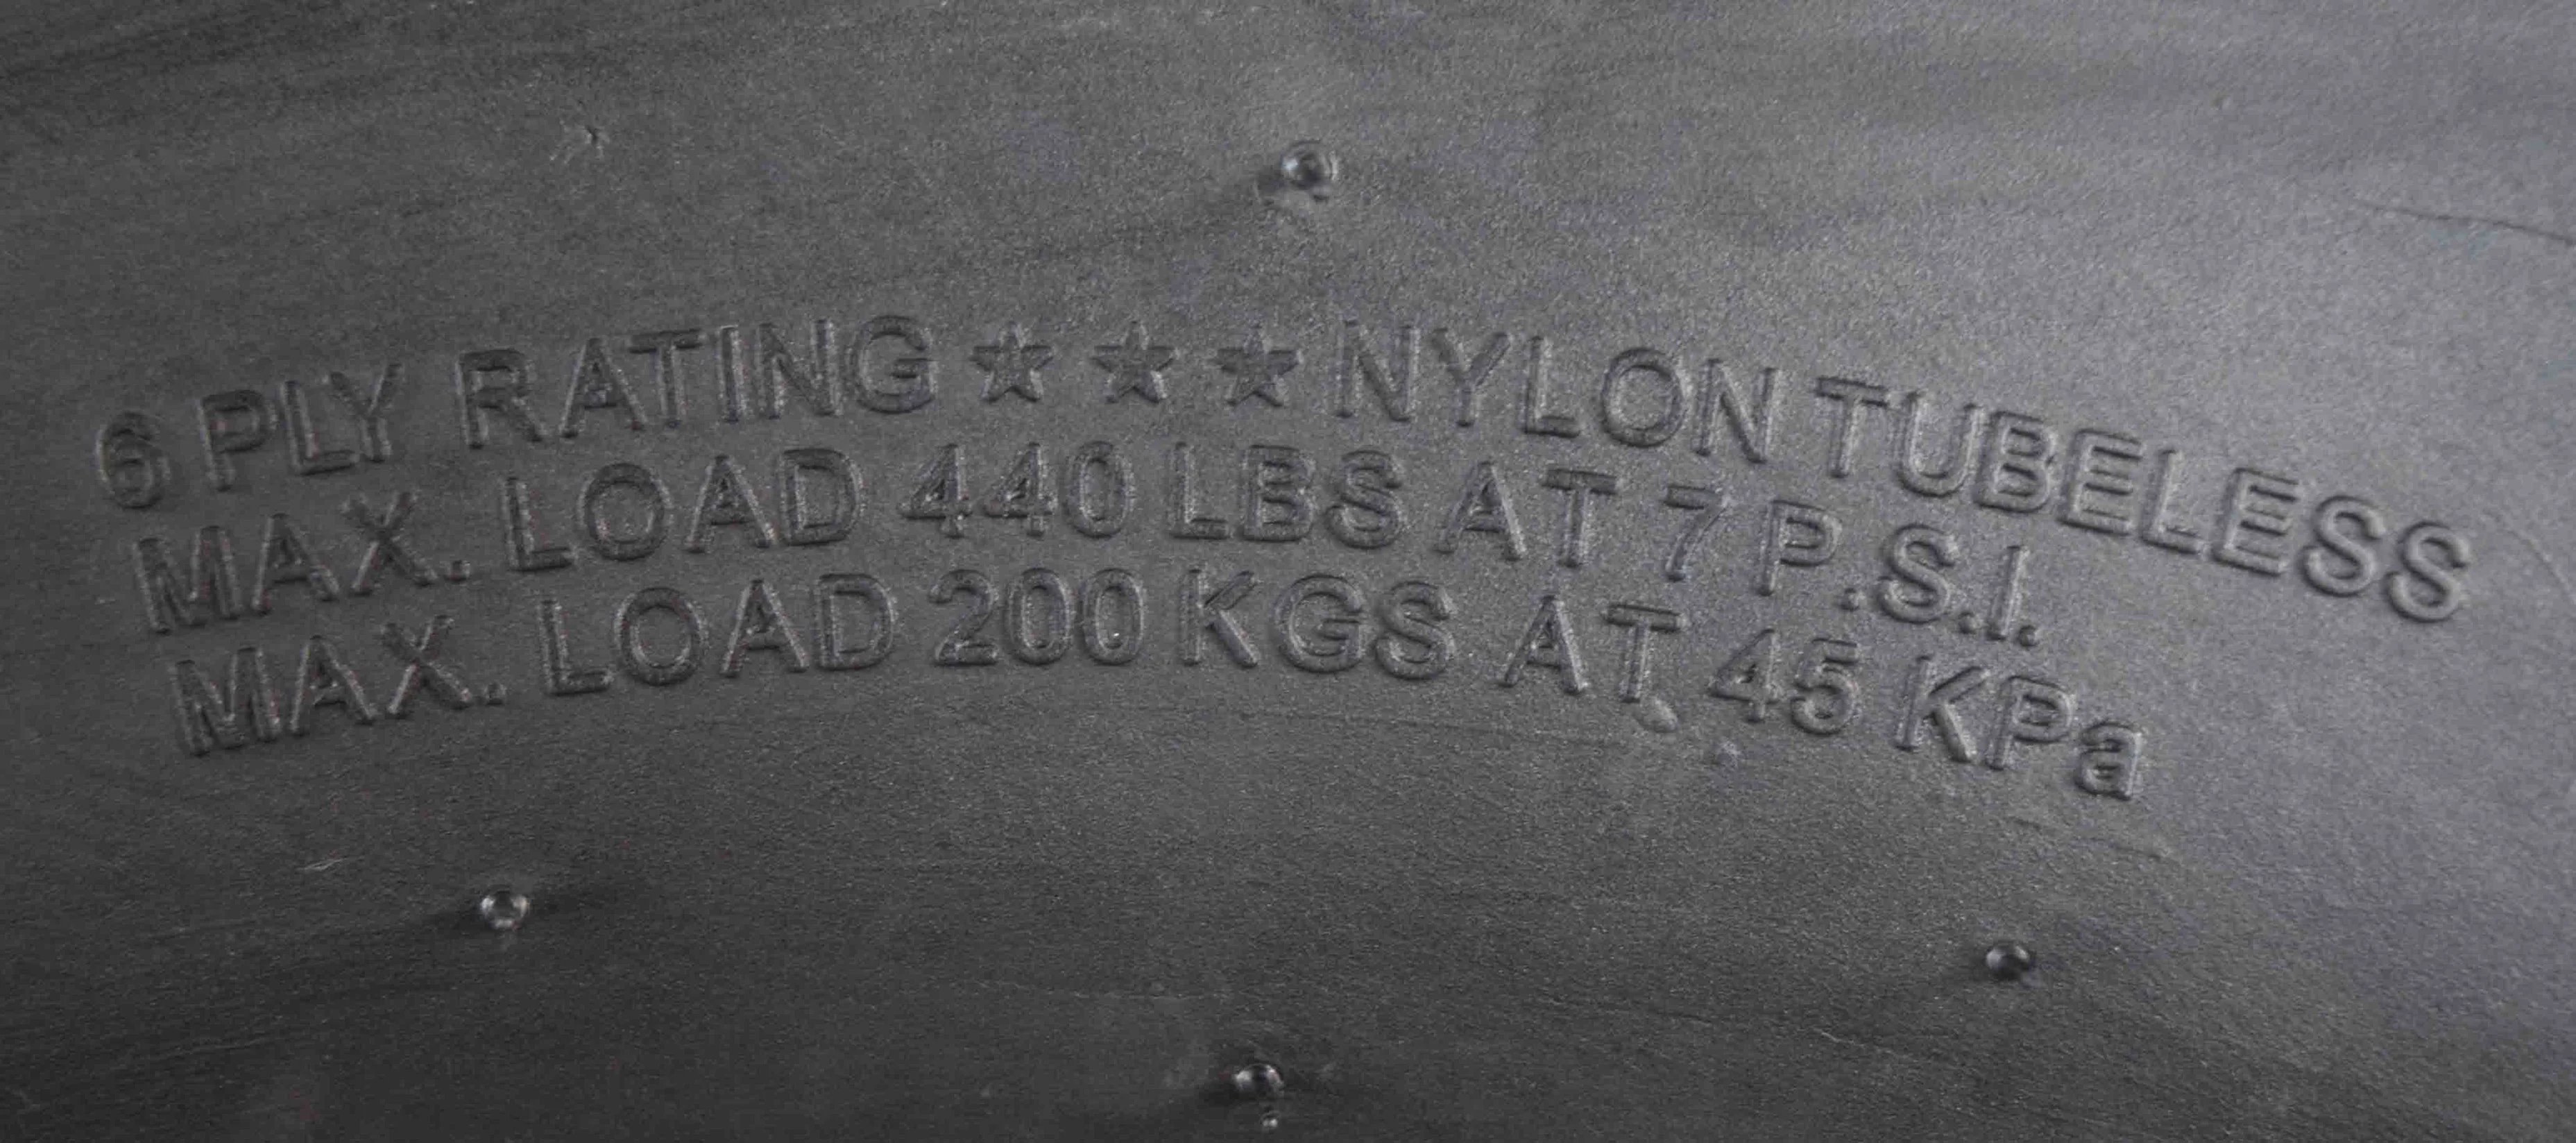 6 PLY RATING ★ ★ ★ NYLON TUBELESS
MAX. LOAD 440 LBS AT 7 P.S.I.
MAX. LOAD 200 KGS AT 45 KPa